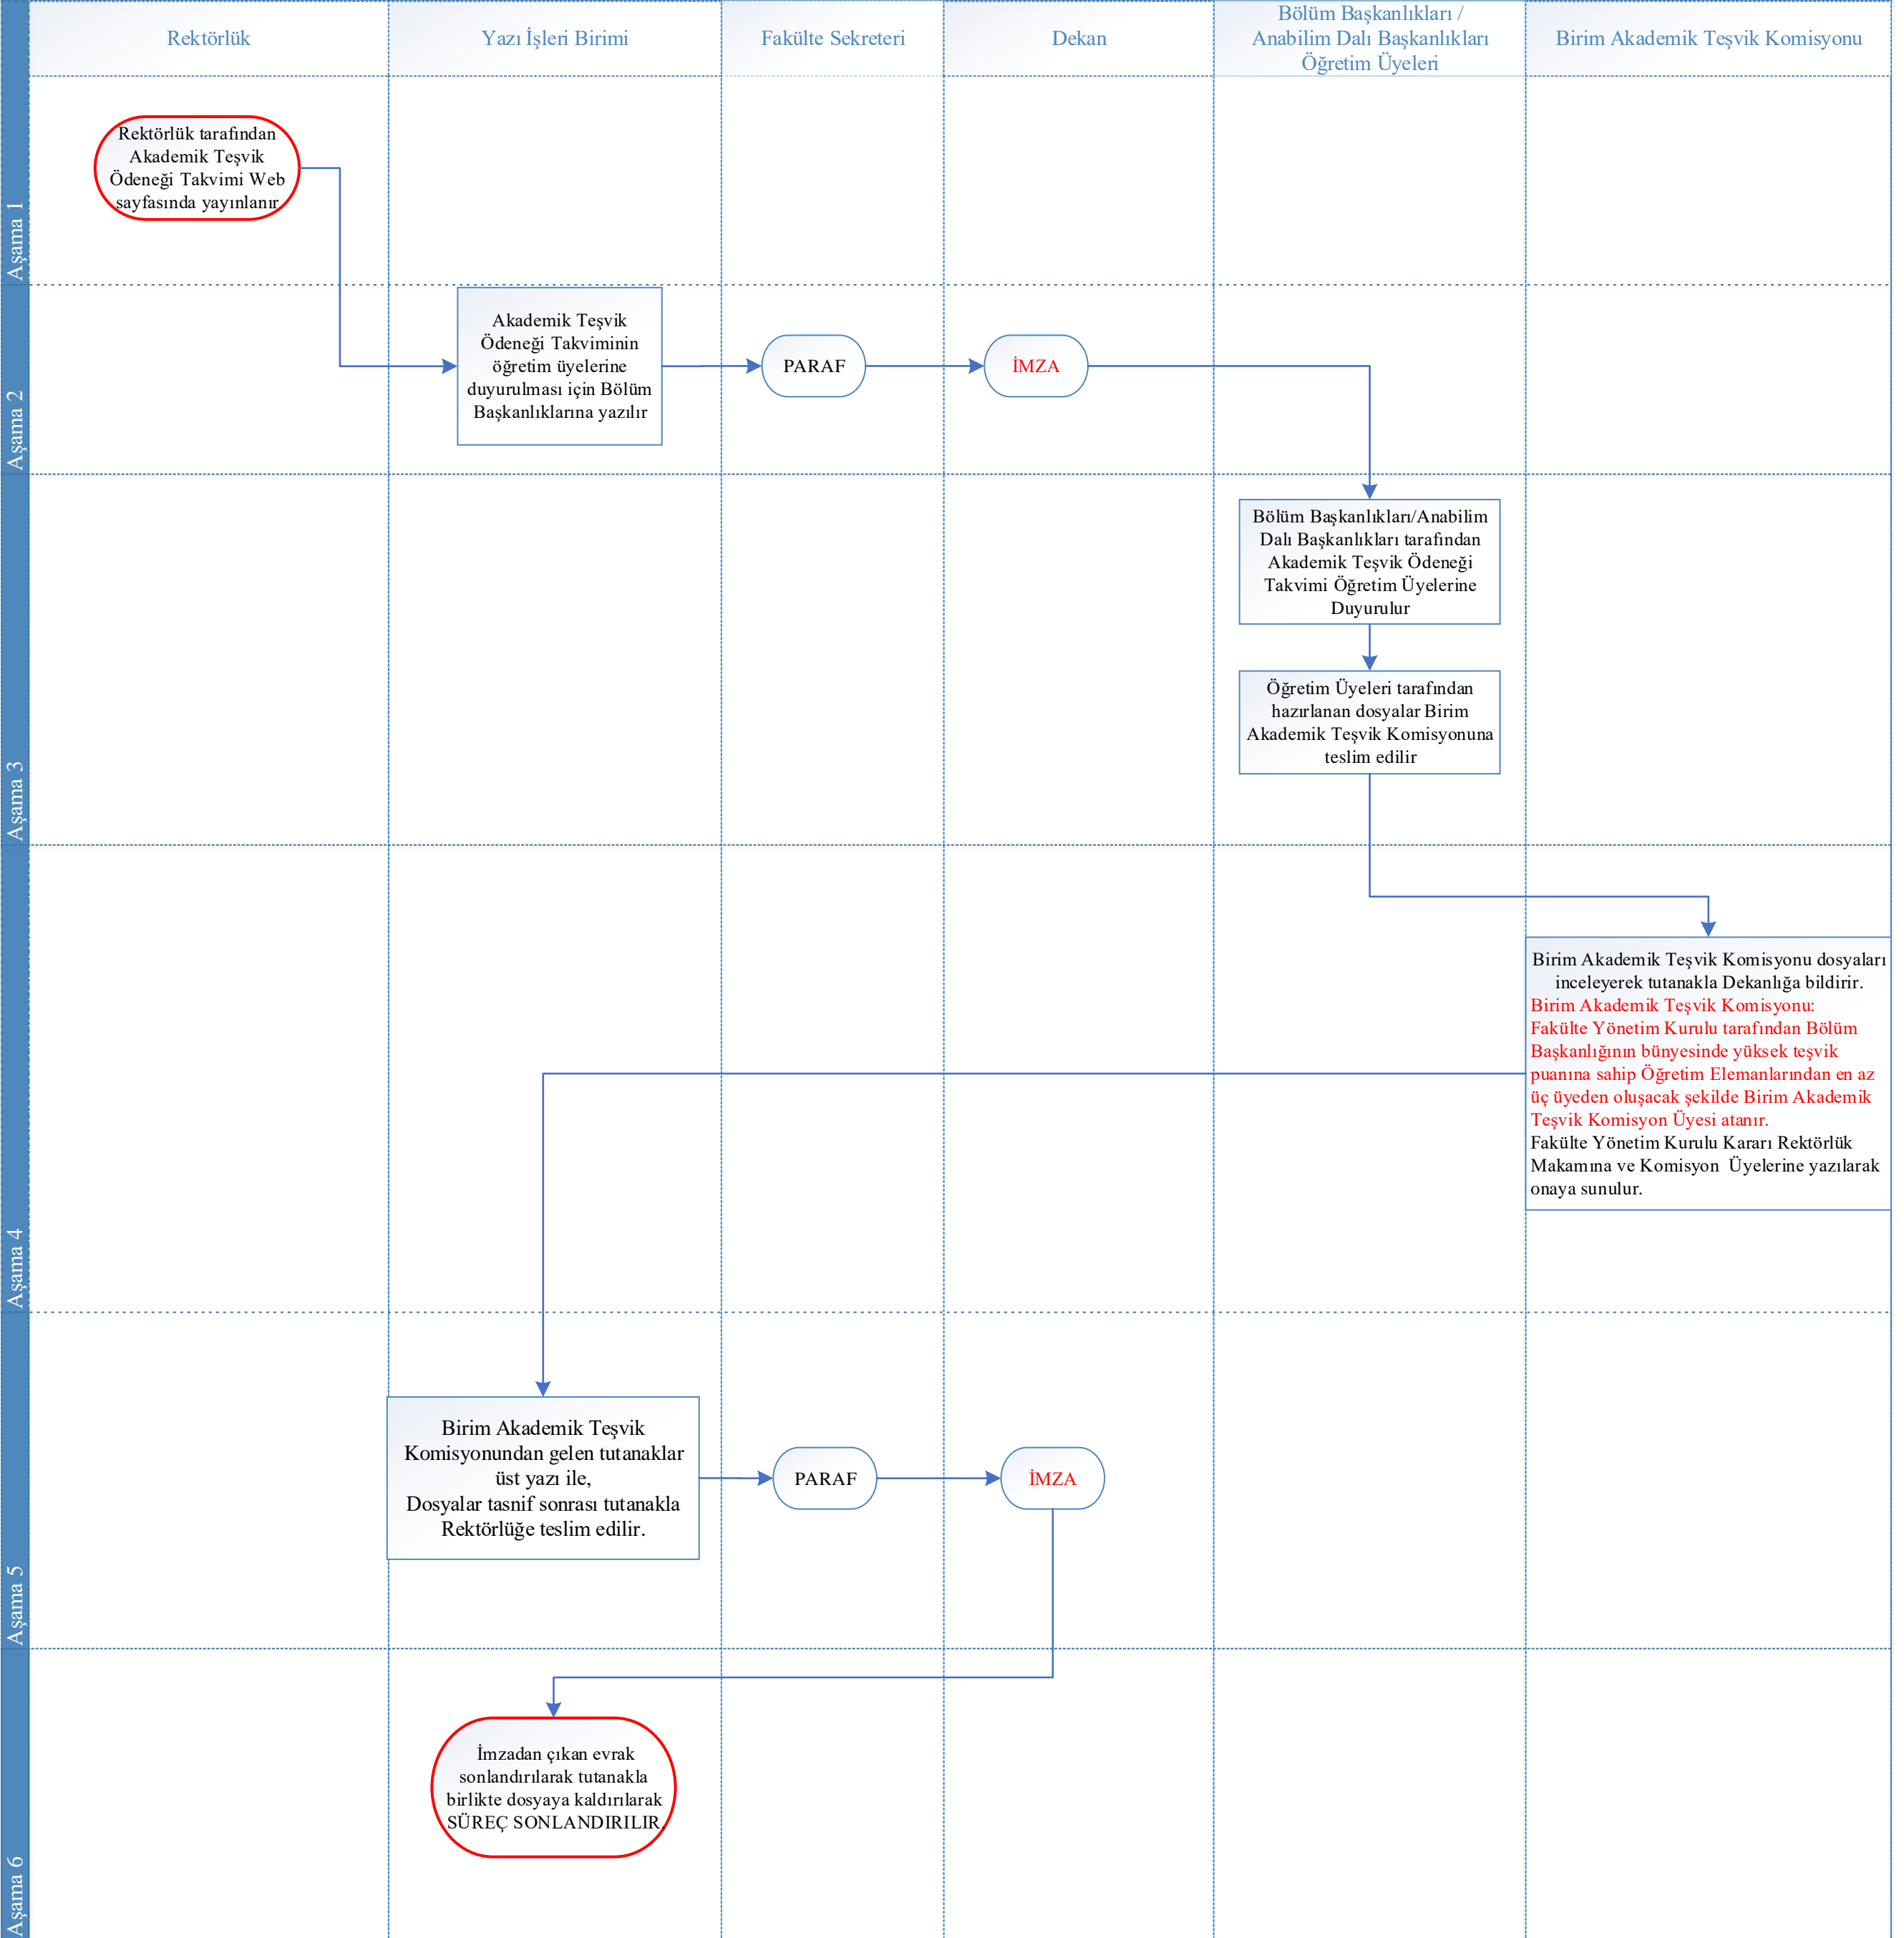 Rektörlük
Yazı İşleri Birimi
Fakülte Sekreteri
Dekan
Bölüm Başkanlıkları /
Anabilim Dalı Başkanlıkları
Öğretim Üyeleri
Birim Akademik Teşvik Komisyonu
Aşama 1
Rektörlük tarafından
Akademik Teşvik
Ödeneği Takvimi Web
sayfasında yayınlanır
Aşama 2
Akademik Teşvik
Ödeneği Takviminin
öğretim üyelerine
duyurulması için Bölüm
Başkanlıklarına yazılır
PARAF
İMZA
Aşama 3
Bölüm Başkanlıkları/Anabilim
Dalı Başkanlıkları tarafından
Akademik Teşvik Ödeneği
Takvimi Öğretim Üyelerine
Duyurulur
Öğretim Üyeleri tarafından
hazırlanan dosyalar Birim
Akademik Teşvik Komisyonuna
teslim edilir
Aşama 4
Birim Akademik Teşvik Komisyonu dosyaları
inceleyerek tutanakla Dekanlığa bildirir.
Birim Akademik Teşvik Komisyonu:
Fakülte Yönetim Kurulu tarafından Bölüm
Başkanlığının bünyesinde yüksek teşvik
puanına sahip Öğretim Elemanlarından en az
üç üyeden oluşacak şekilde Birim Akademik
Teşvik Komisyon Üyesi atanır.
Fakülte Yönetim Kurulu Kararı Rektörlük
Makamına ve Komisyon  Üyelerine yazılarak
onaya sunulur.
Aşama 5
Birim Akademik Teşvik
Komisyonundan gelen tutanaklar
üst yazı ile,
Dosyalar tasnif sonrası tutanakla
Rektörlüğe teslim edilir.
PARAF
İMZA
Aşama 6
İmzadan çıkan evrak
sonlandırılarak tutanakla
birlikte dosyaya kaldırılarak
SÜREÇ SONLANDIRILIR.